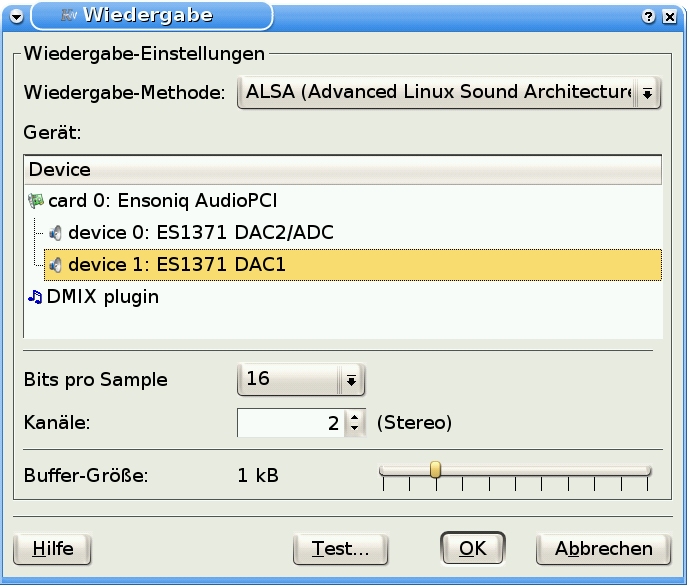 Wiedergabe
Wiedergabe-Einstellungen
Wiedergabe-Methode: ALSA (Advanced Linux Sound Architecture
Gerät:
Device
card 0: Ensoniq AudioPCI
device 0: ES1371 DAC2/ADC
device 1: ES1371 DAC1
DMIX plugin
Bits pro Sample 16
Kanäle: 2 (Stereo)
Buffer-Größe: 1 kB
Hilfe Test... OK Abbrechen